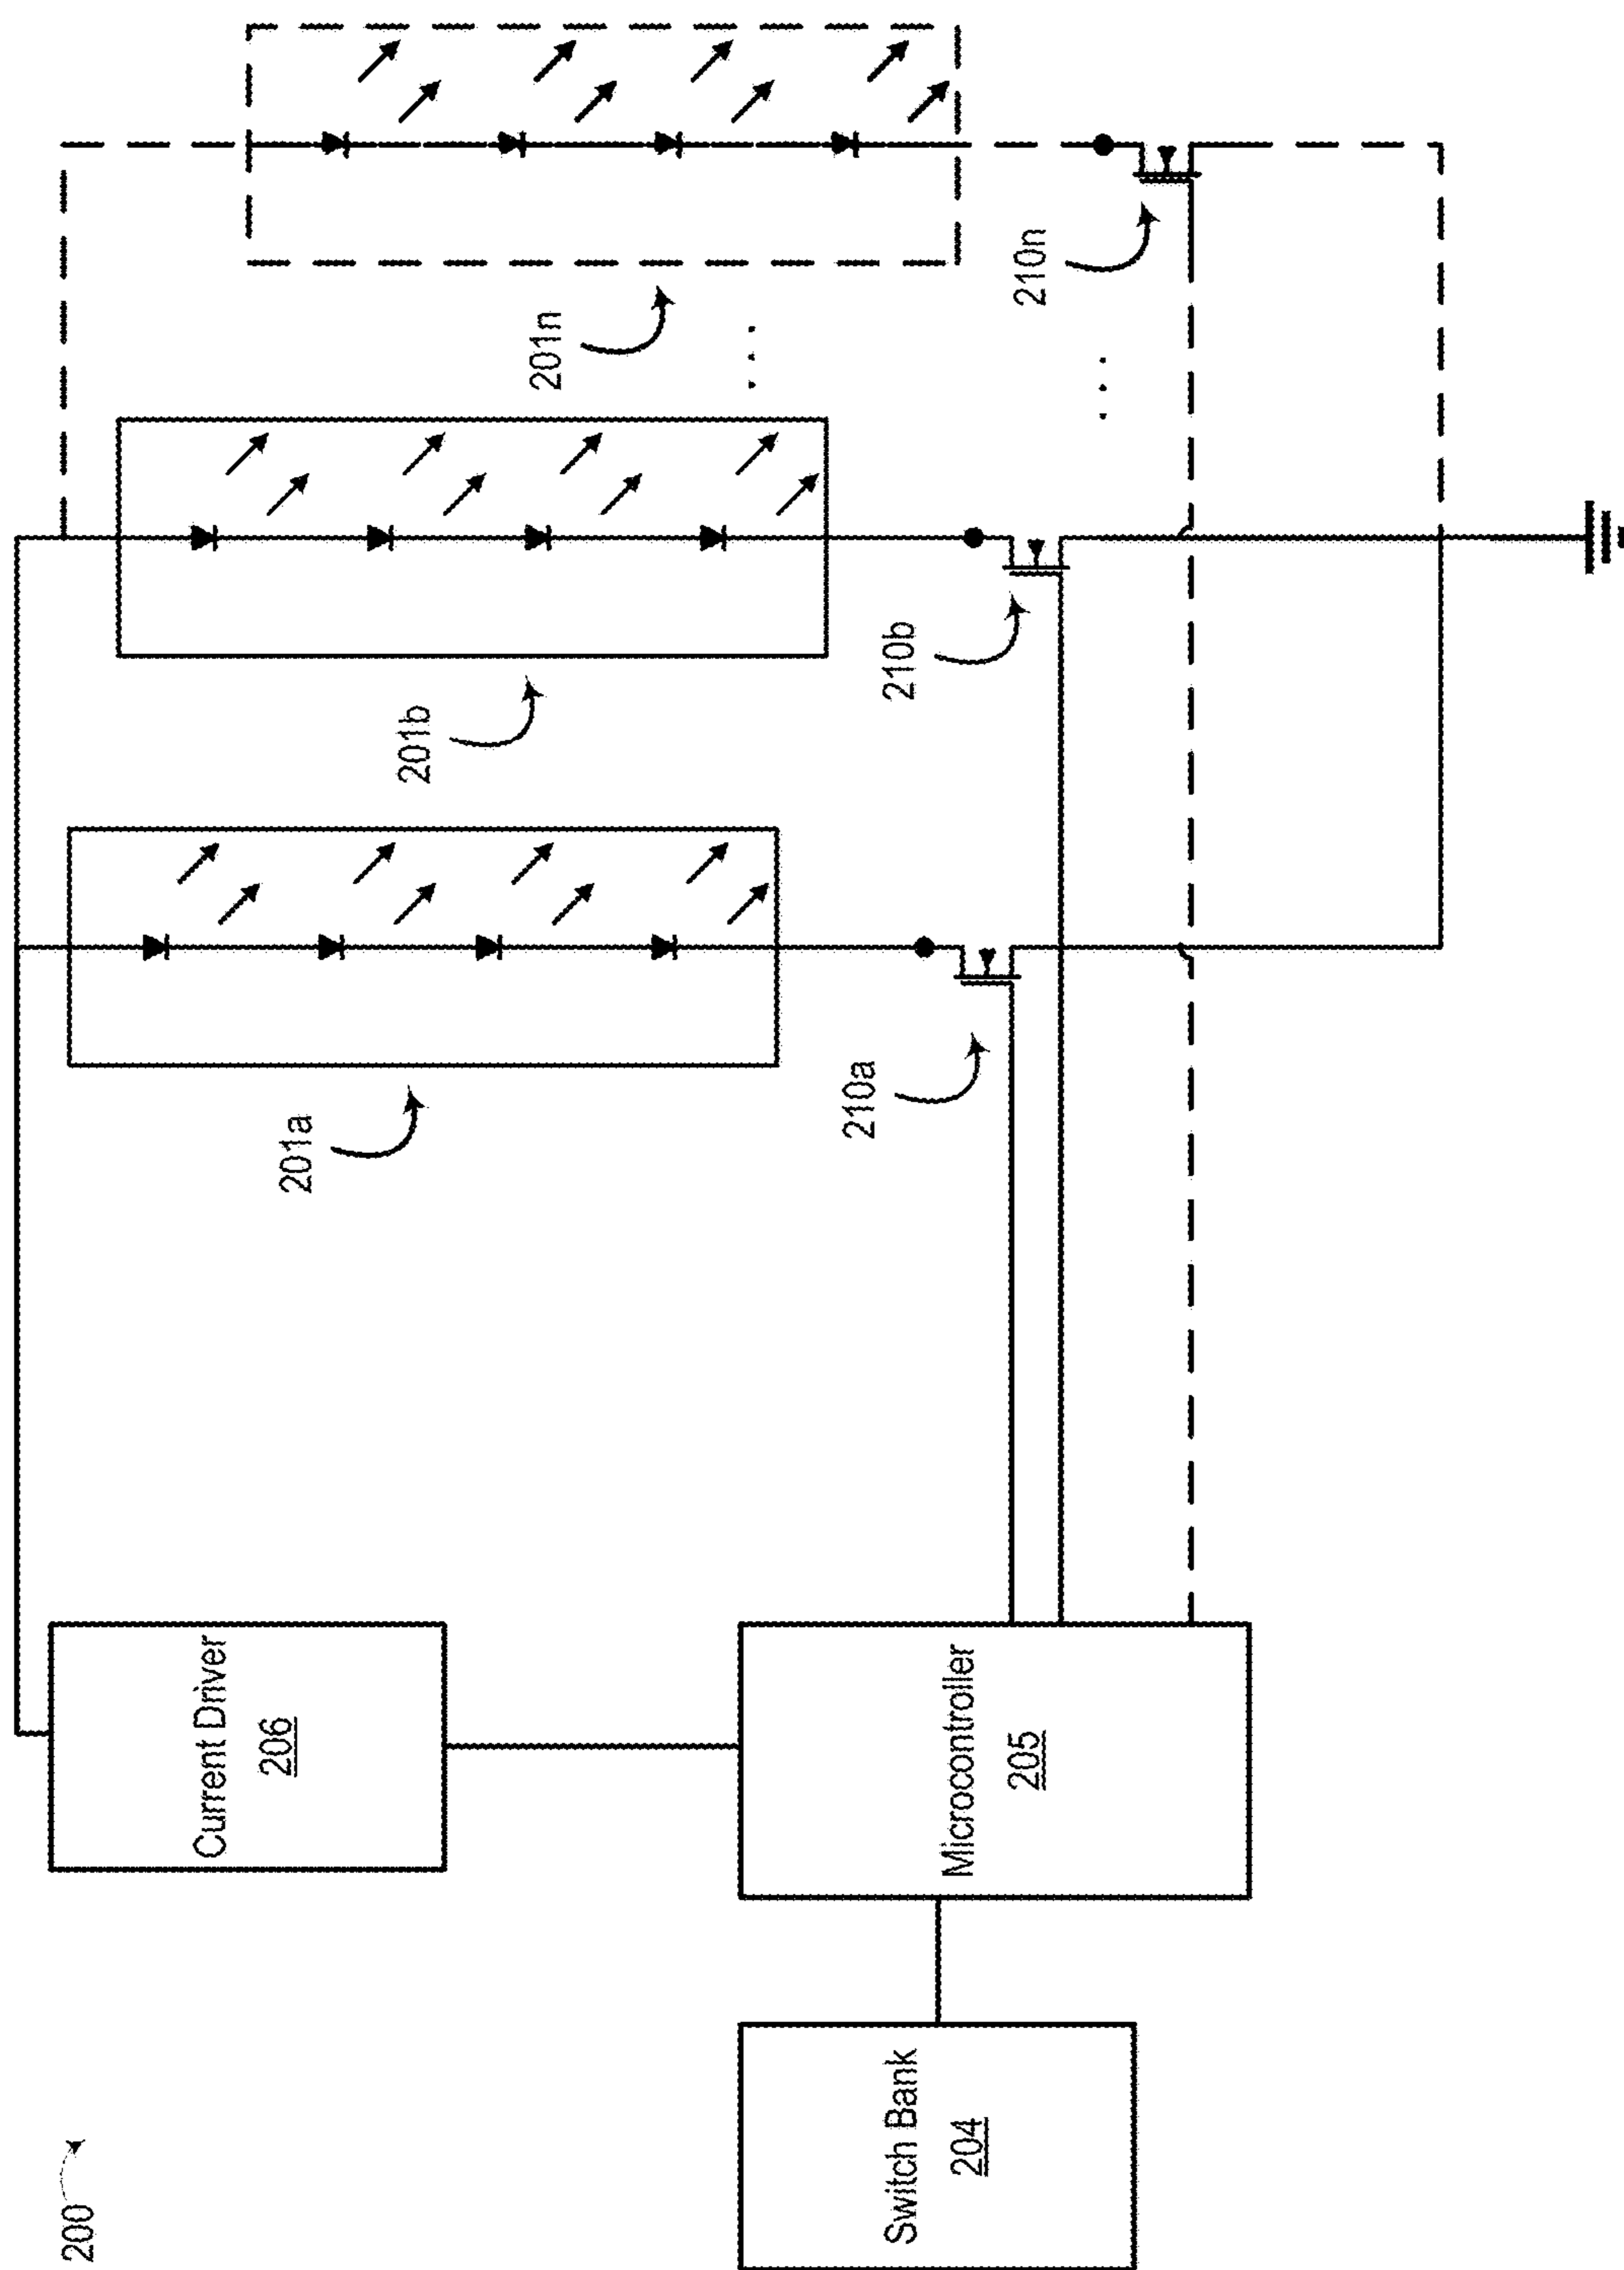 200
Switch Bank
204
Current Driver
206
Microcontroller
205
201a
210a
201b
210b
201n
. . .
210n
. . .